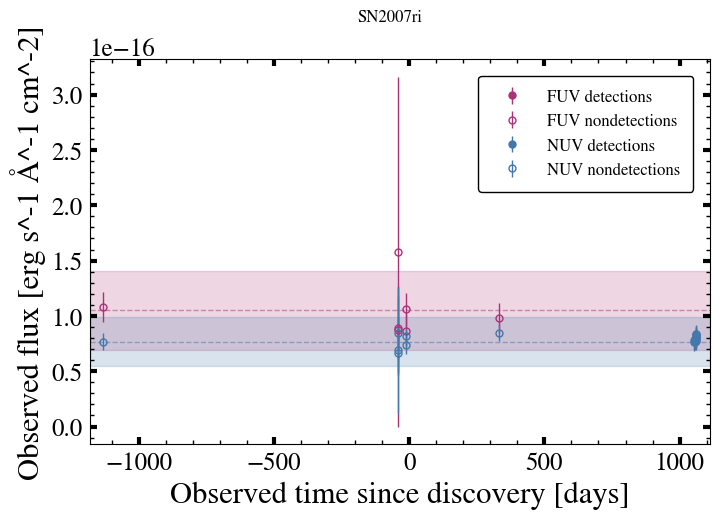 SN2007ri
1e−16
Observed flux [erg s^-1 Å^-1 cm^-2]
3.0
2.5
2.0
1.5
1.0
0.5
0.0
FUV detections
FUV nondetections
NUV detections
NUV nondetections
−1000 −500 0 500 1000
Observed time since discovery [days]